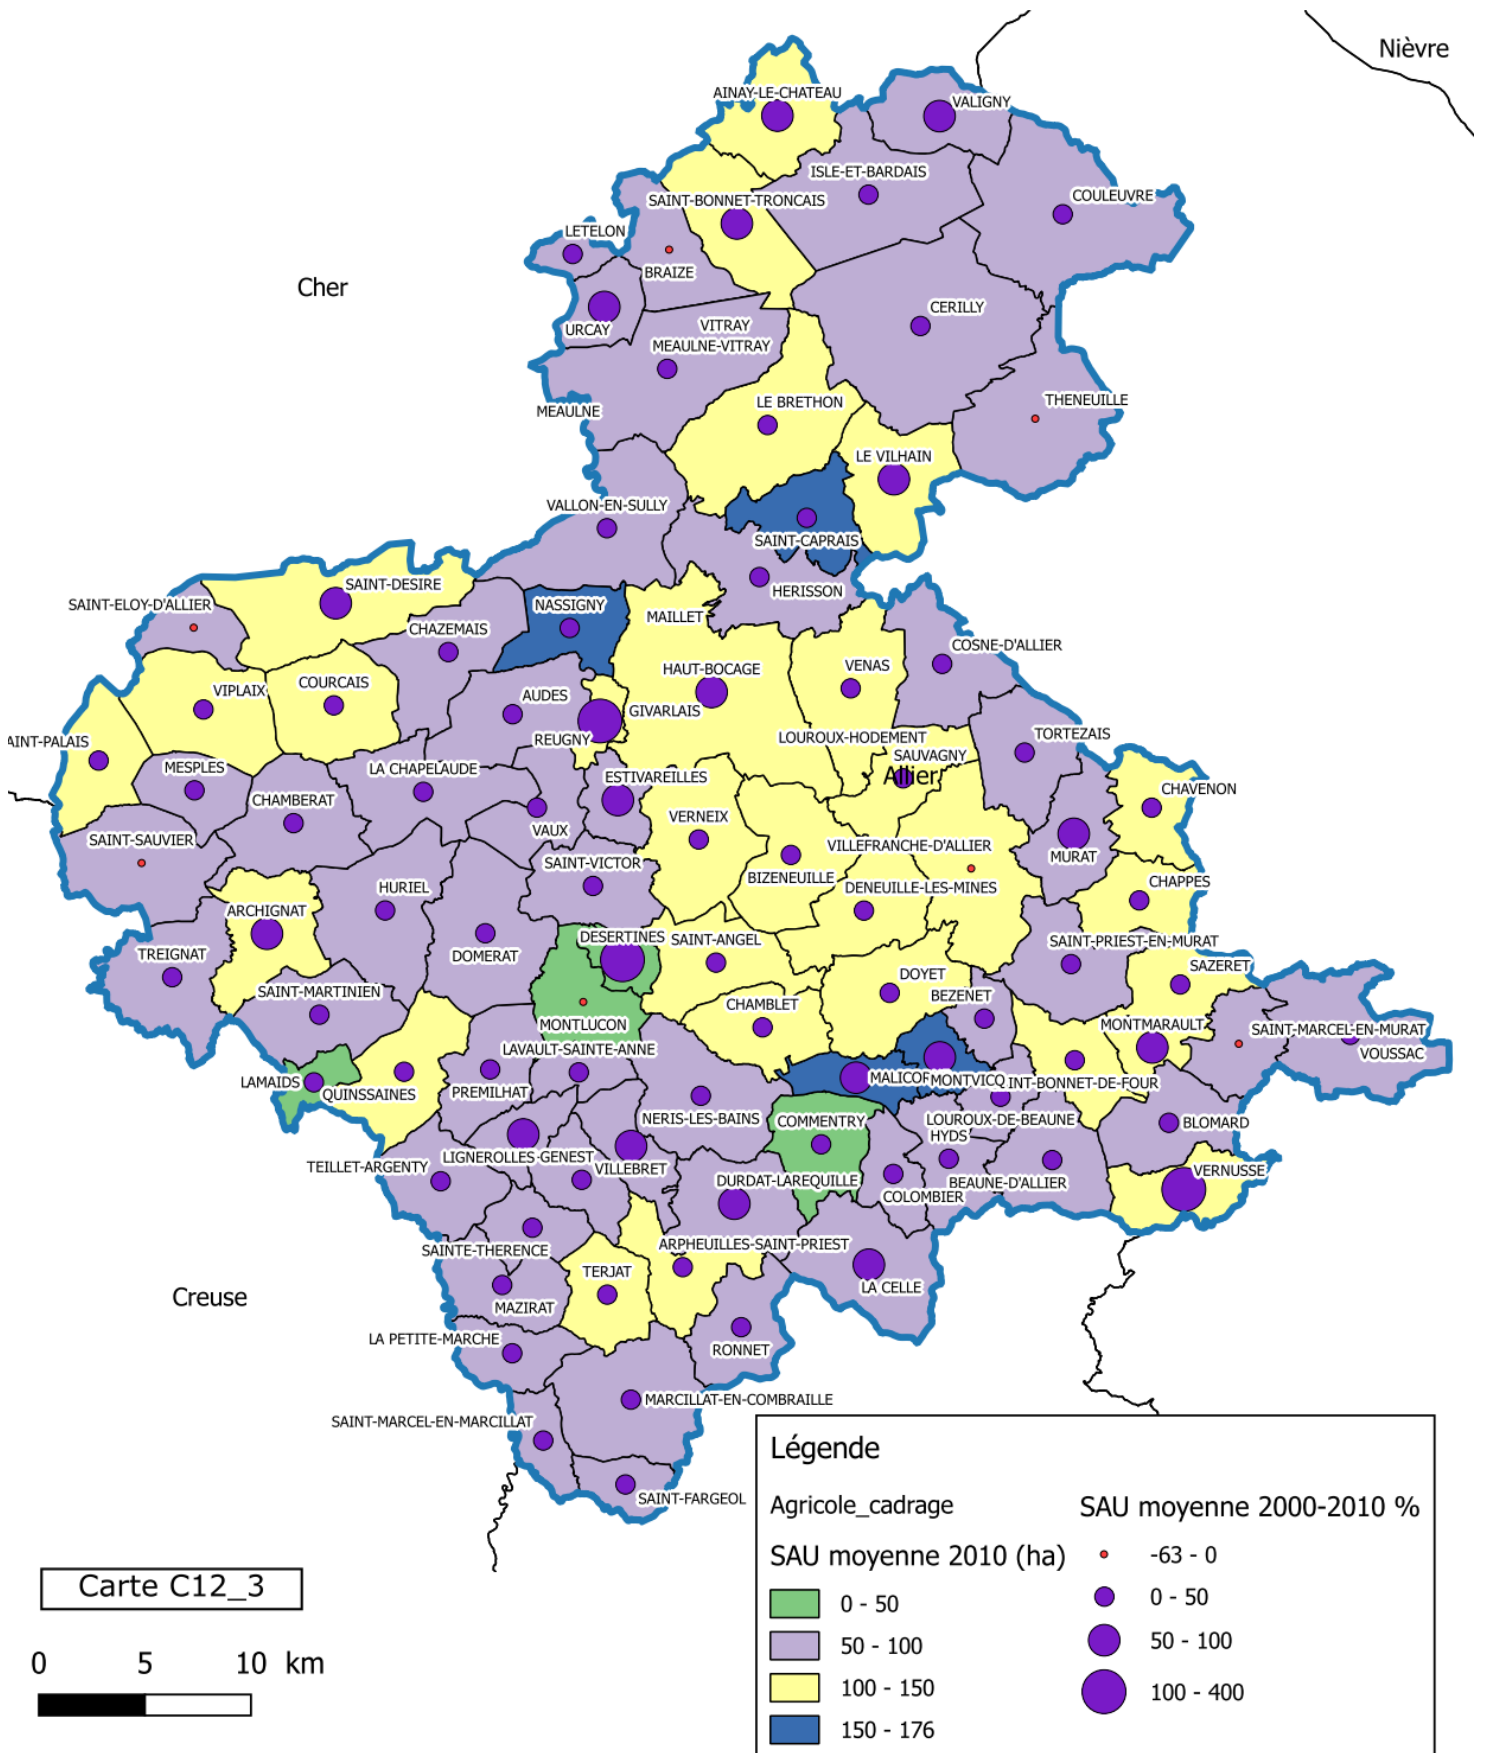 Nièvre
AINAY-LE-CHATEAU
VALIGNY
ISLE-ET-BARDAIS
COULEUVRE
SAINT-BONNET-TRONCAIS
LETELON
BRAIZE
Cher
CERILLY
URCAY
VITRAY
MEAULNE-VITRAY
THENEUILLE
LE BRETHON
MEAULNE
LE VILHAIN
VALLON-EN-SULLY
SAINT-CAPRAIS
SAINT-DESIRE
HERISSON
SAINT-ELOY-D'ALLIER
NASSIGNY
MAILLET
CHAZEMAIS
COSNE-D'ALLIER
HAUT-BOCAGE
VENAS
COURCAIS
VIPLAIX
AUDES
GIVARLAIS
TORTEZAIS
LOUROUX-HODEMENT
REUGNY
AINT-PALAIS
SAUVAGNY
MESPLES
LA CHAPELAUDE
ESTIVAREILLES
Allier
CHAVENON
CHAMBERAT
VERNEIX
VAUX
SAINT-SAUVIER
VILLEFRANCHE-D'ALLIER
MURAT
SAINT-VICTOR
BIZENEUILLE
CHAPPES
HURIEL
DENEUILLE-LES-MINES
ARCHIGNAT
DESERTINES
SAINT-ANGEL
SAINT-PRIEST-EN-MURAT
TREIGNAT
DOMERAT
SAZERET
DOYET
SAINT-MARTINIEN
BEZENET
CHAMBLET
MONTLUCON
MONTMARAULT
SAINT-MARCEL-EN-MURAT
LAVAULT-SAINTE-ANNE
VOUSSAC
LAMAIDS
MALICOR
MONTVICQ
INT-BONNET-DE-FOUR
QUINSSAINES
PREMILHAT
NERIS-LES-BAINS
COMMENTRY
LOUROUX-DE-BEAUNE
BLOMARD
HYDS
LIGNEROLLES
GENEST
TEILLET-ARGENTY
VILLEBRET
VERNUSSE
DURDAT-LAREQUILLE
BEAUNE-D'ALLIER
COLOMBIER
SAINTE-THERENCE
ARPHEUILLES-SAINT-PRIEST
TERJAT
LA CELLE
Creuse
MAZIRAT
LA PETITE-MARCHE
RONNET
MARCILLAT-EN-COMBRAILLE
SAINT-MARCEL-EN-MARCILLAT
SAINT-FARGEOL
Légende
Agricole_cadrage
SAU moyenne 2010 (ha)
0 - 50
50 - 100
100 - 150
150 - 176
SAU moyenne 2000-2010 %
-63 - 0
0 - 50
50 - 100
100 - 400
Carte C12_3
0 5 10 km